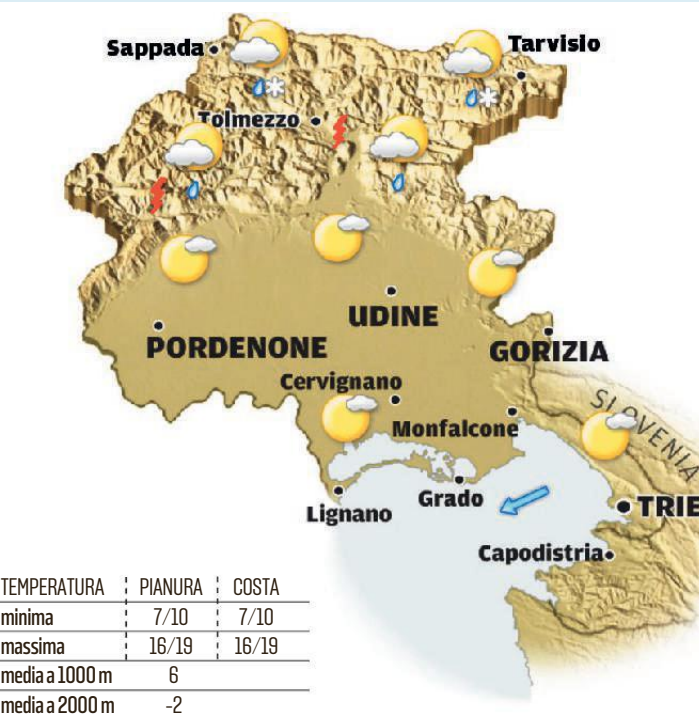 Sappada
Tarvisio
Tolmezzo
UDINE
PORDENONE
GORIZIA
Cervignano
SLOVENIA
Monfalcone
Grado
Lignano
TRIE
Capodistria
TEMPERATURA PIANURA COSTA
minima 7/10 7/10
massima 16/19 16/19
media a 1000 m 6
media a 2000 m -2